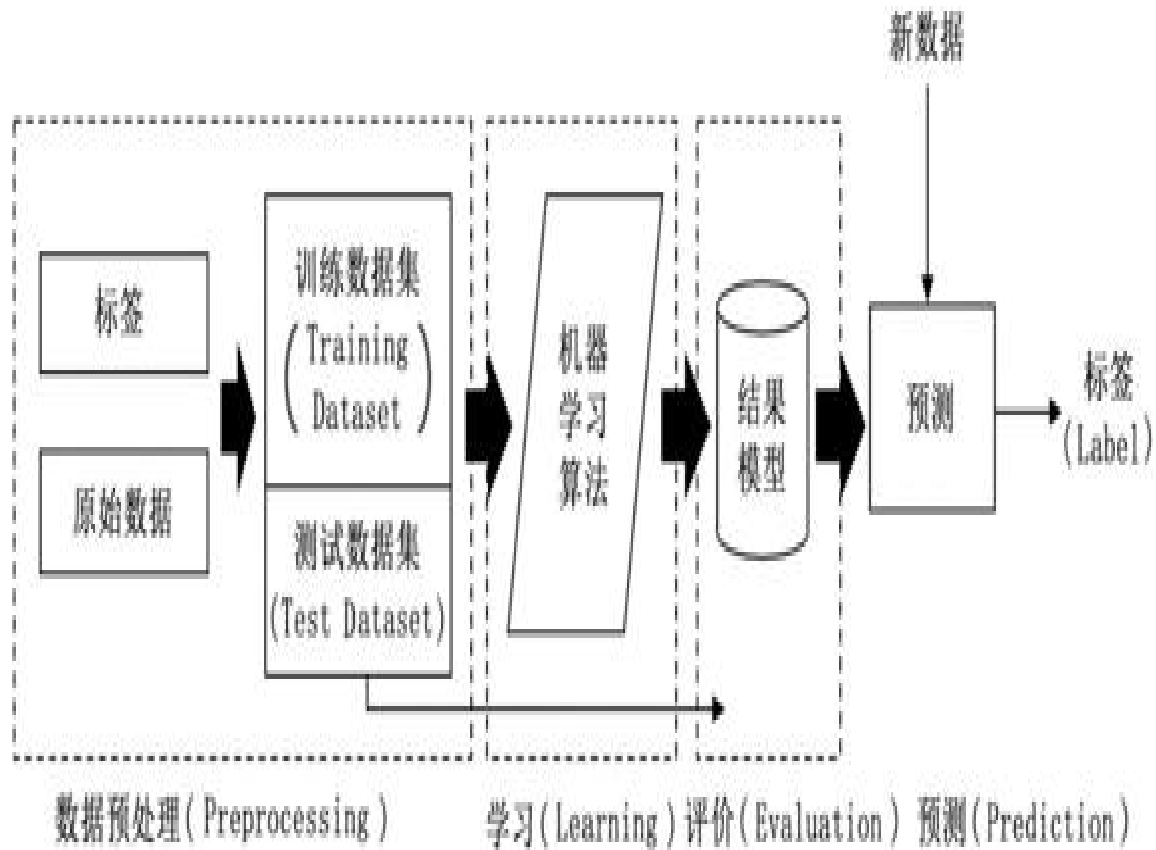 新数据
标签
原始数据
训练数据集
(Training
Dataset)
测试数据集
(Test Dataset)
机器
学习
算法
结果
模型
预测
标签
(Label)
数据预处理(Preprocessing)
学习(Learning)
评价(Evaluation)
预测(Prediction)